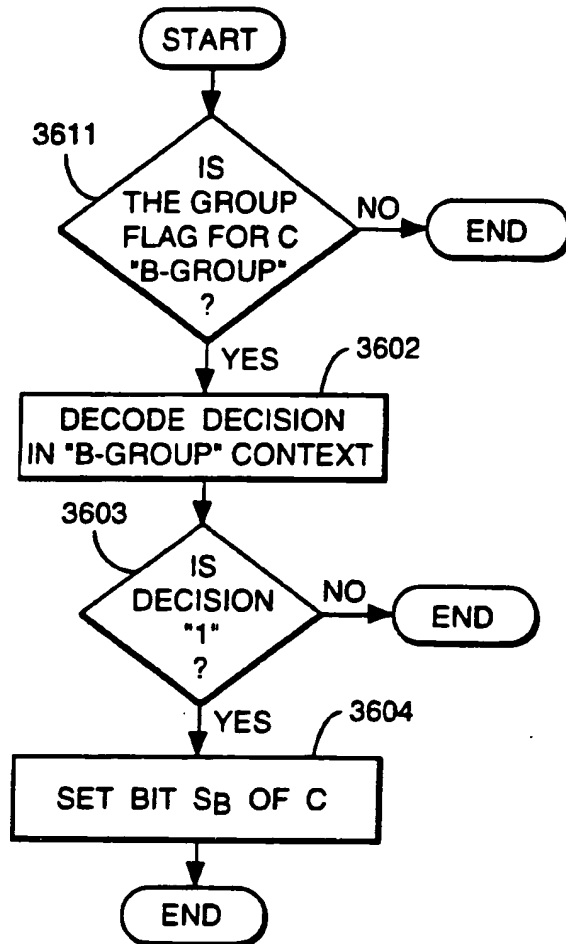 START
3611
IS
THE GROUP
FLAG FOR C
"B-GROUP"
?
NO
END
YES
3602
DECODE DECISION
IN "B-GROUP" CONTEXT
3603
IS
DECISION
"1"
?
NO
END
YES
3604
SET BIT SB OF C
END